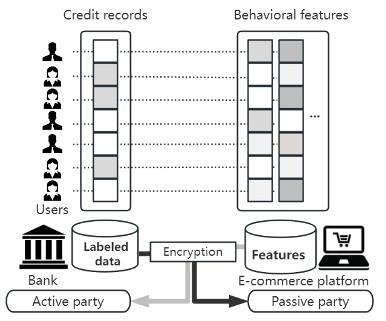 Credit records
Behavioral features
...
Users
Labeled
data
Encryption
Features
Bank
E-commerce platform
Active party
Passive party